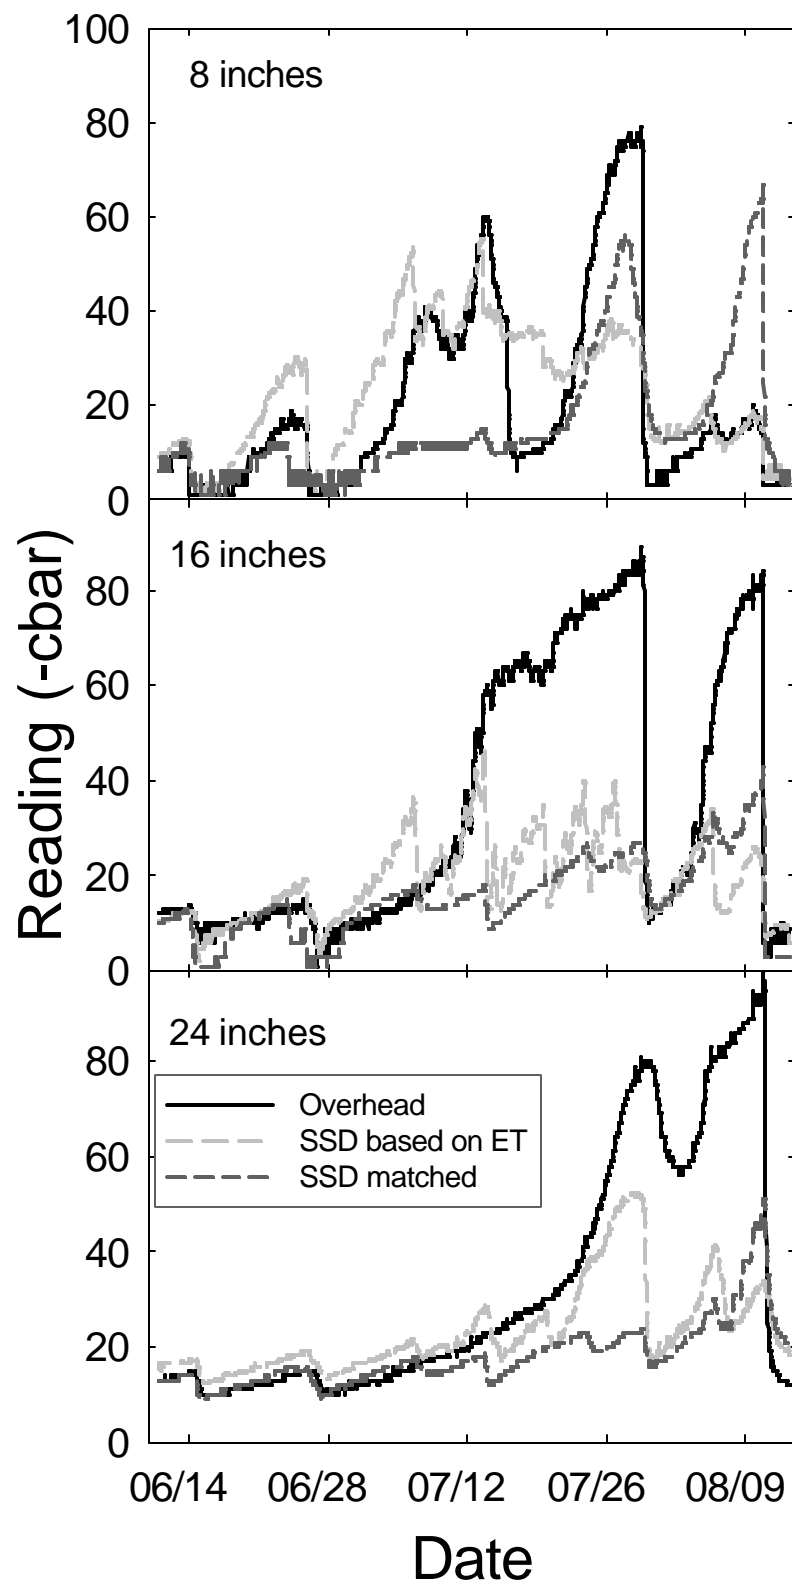 100
8 inches
80
60
40
20
0
16 inches
80
60
40
20
0
24 inches
80
Overhead
SSD based on ET
60
SSD matched
40
20
0
Reading (-cbar)
06/14 06/28 07/12 07/26 08/09
Date